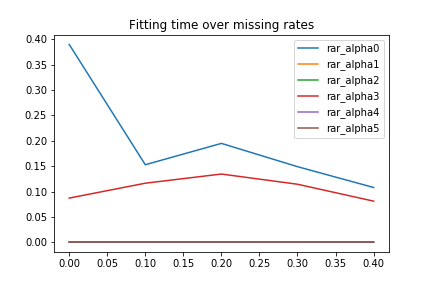 Fitting time over missing rates
0.40
0.35
0.30
0.25
0.20
0.15
0.10
0.05
0.00
rar_alpha0
rar_alpha1
rar_alpha2
rar_alpha3
rar_alpha4
rar_alpha5
0.00 0.05 0.10 0.15 0.20 0.25 0.30 0.35 0.40